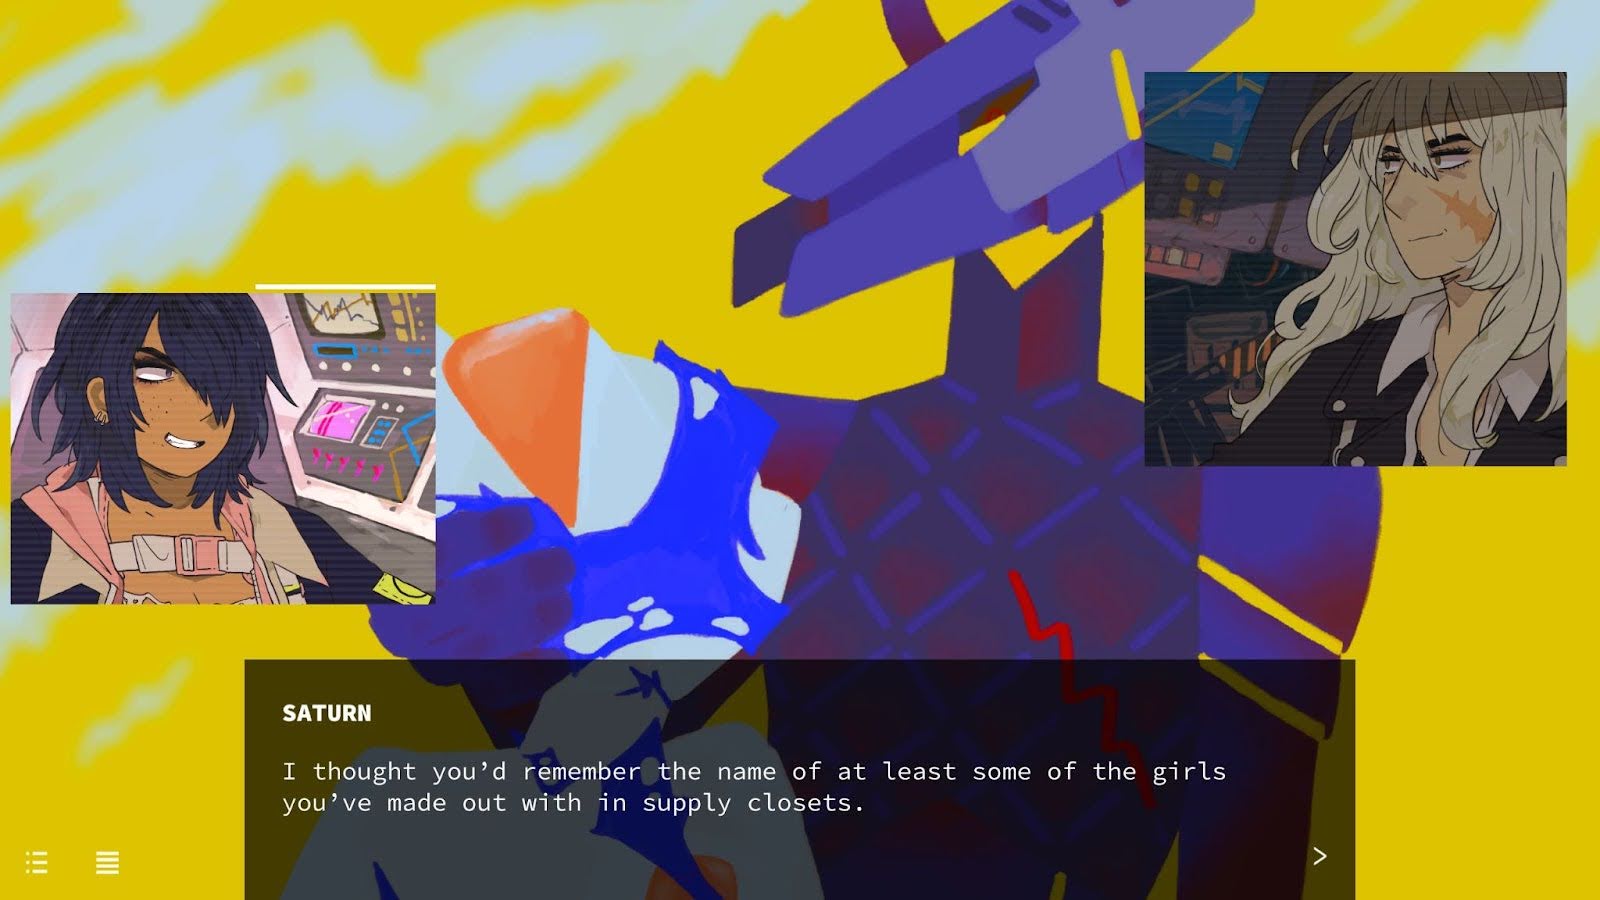 SATURN
I thought you’d remember the name of at least some of the girls
you’ve made out with in supply closets.